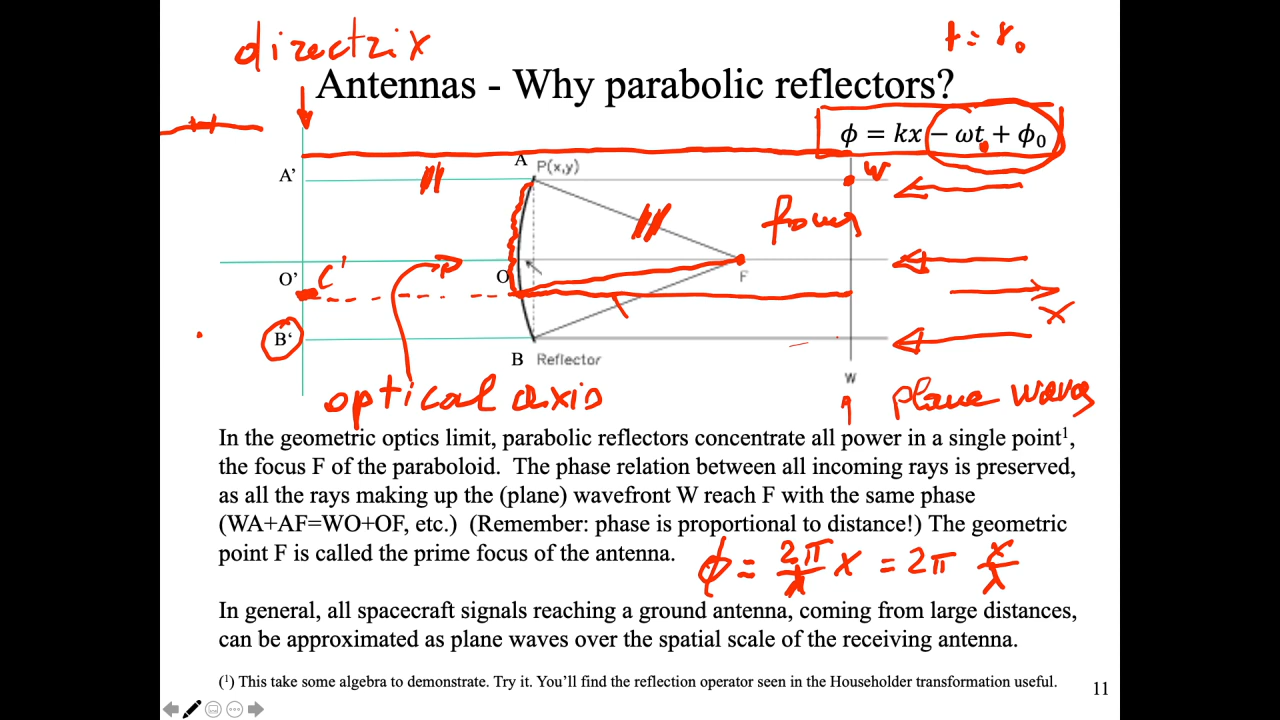 directrix
t = r₀
Antennas - Why parabolic reflectors?
ϕ = kx − ωt + ϕ₀
A P(x,y)
A'
W
focus
F
O'
C'
O
x
B'
B Reflector
W
optical axis
plane waves
In the geometric optics limit, parabolic reflectors concentrate all power in a single point¹,
the focus F of the paraboloid. The phase relation between all incoming rays is preserved,
as all the rays making up the (plane) wavefront W reach F with the same phase
(WA+AF=WO+OF, etc.) (Remember: phase is proportional to distance!) The geometric
point F is called the prime focus of the antenna.
ϕ = 2π/λ x = 2π x/λ
In general, all spacecraft signals reaching a ground antenna, coming from large distances,
can be approximated as plane waves over the spatial scale of the receiving antenna.
(¹) This take some algebra to demonstrate. Try it. You’ll find the reflection operator seen in the Householder transformation useful.
11